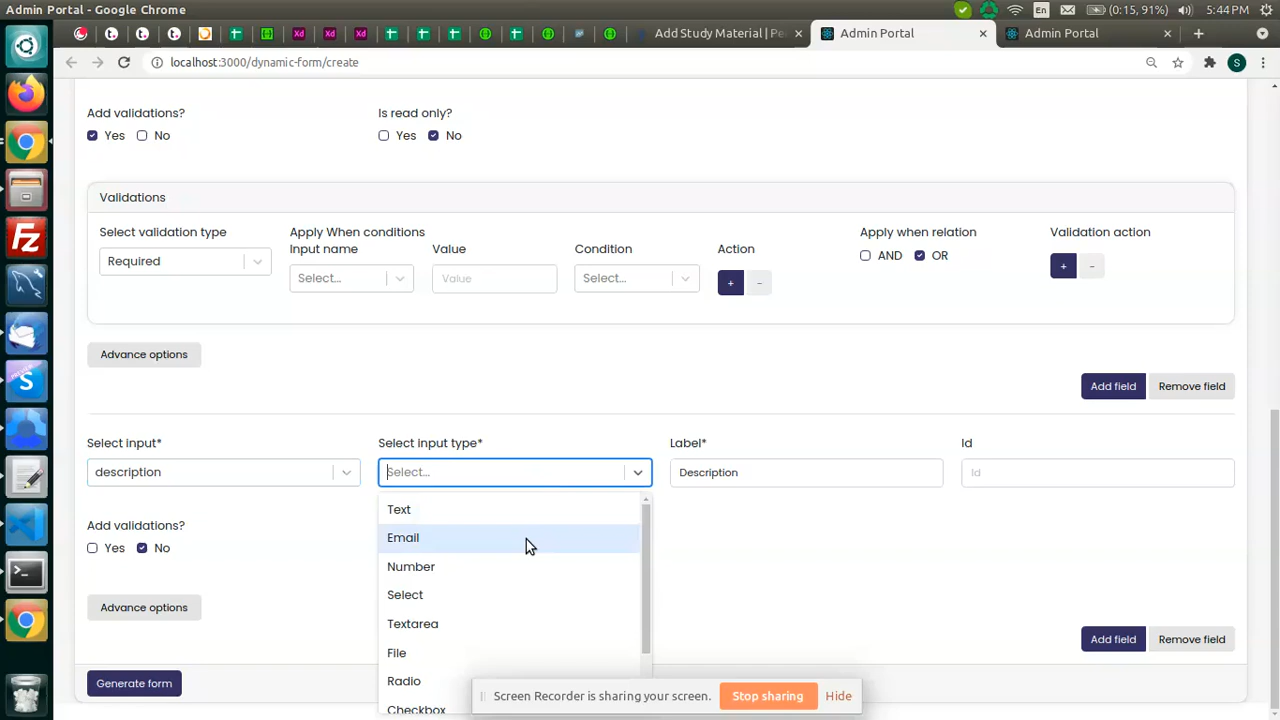 Admin Portal - Google Chrome
En
(0:15, 91%)
5:44PM
Xd
Xd
Xd
Add Study Material | Pe
Admin Portal
Admin Portal
localhost:3000/dynamic-form/create
S
Add validations?
Is read only?
Yes No
Yes No
Validations
Select validation type
Apply When conditions
Apply when relation
Validation action
Input name
Value
Condition
Action
Required
Select...
Value
Select...
+ -
AND OR
+ -
Advance options
Add field
Remove field
Select input*
Select input type*
Label*
Id
description
Select...
Description
Id
Text
Email
Number
Select
Textarea
File
Radio
Checkbox
Add validations?
Yes No
Advance options
Add field
Remove field
Generate form
Screen Recorder is sharing your screen.
Stop sharing
Hide